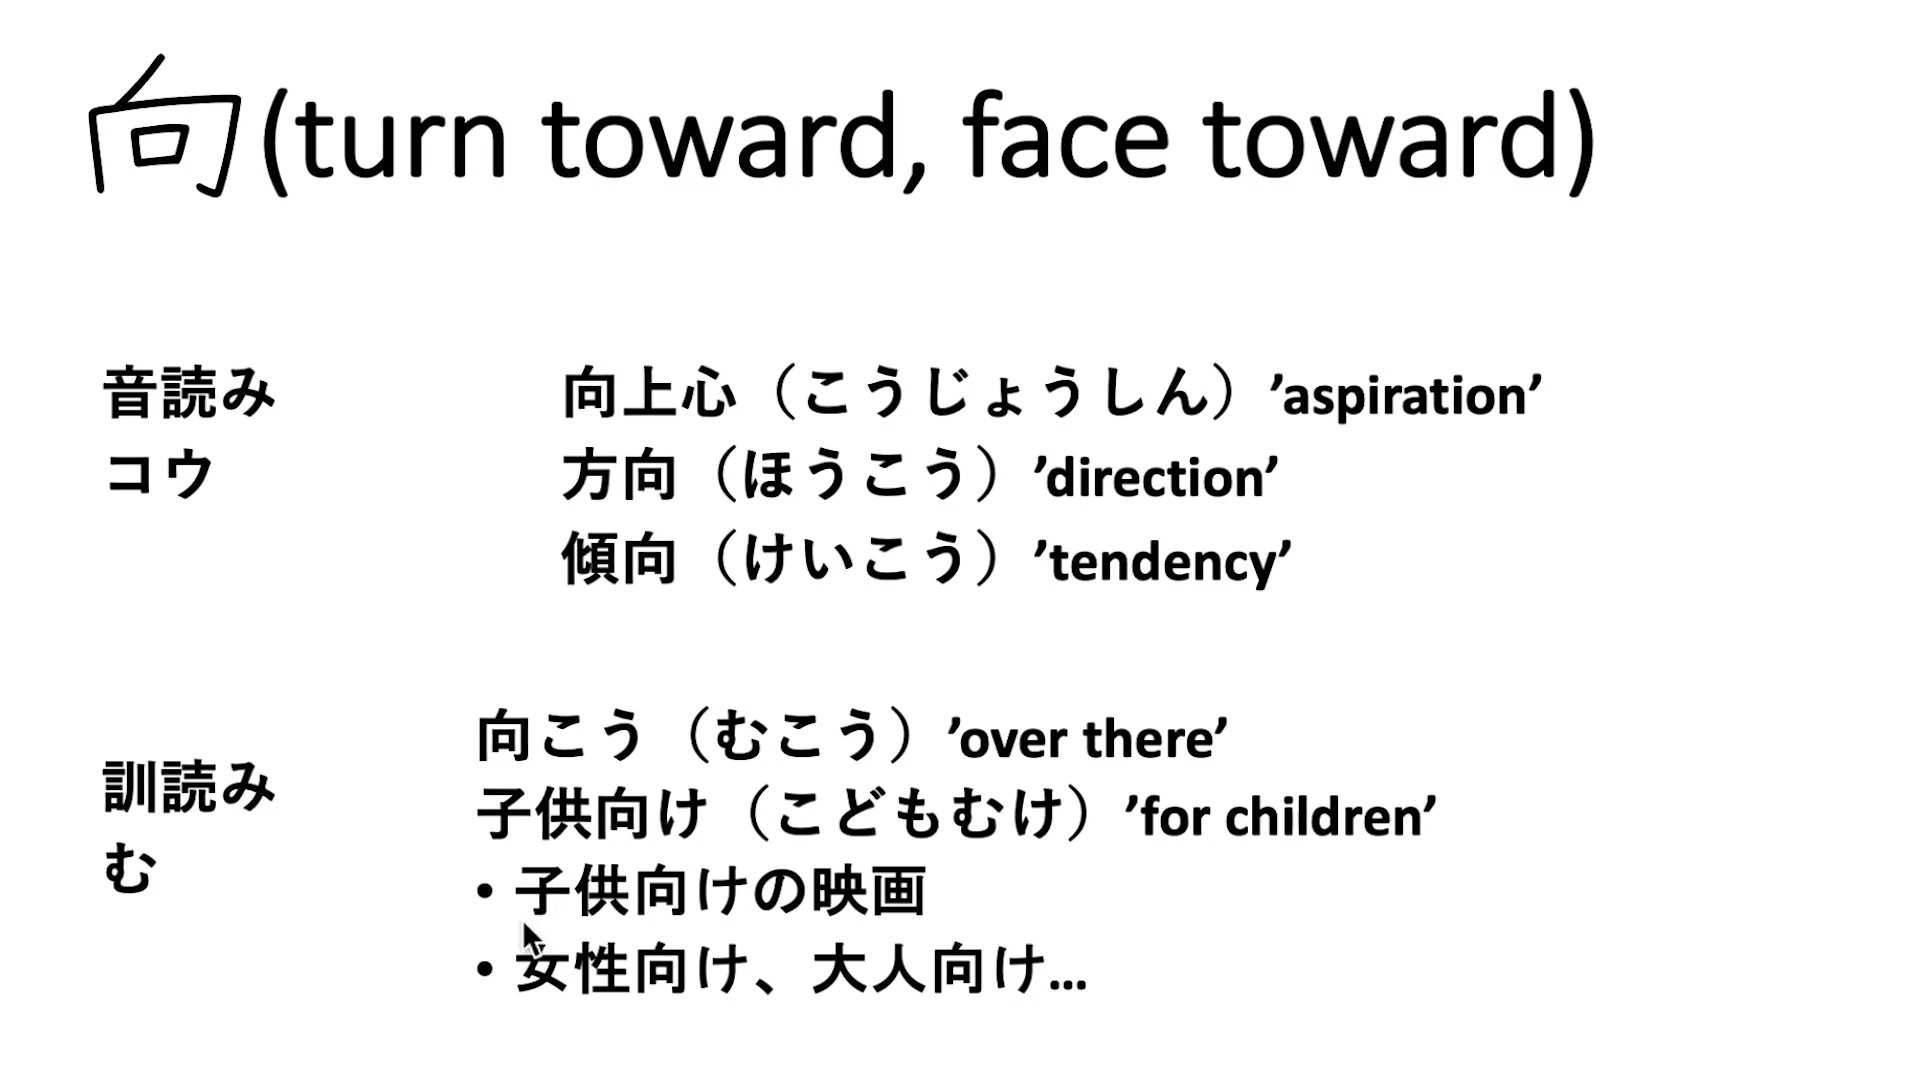 向(turn toward, face toward)
音読み
コウ
向上心（こうじょうしん）’aspiration’
方向（ほうこう）’direction’
傾向（けいこう）’tendency’
訓読み
む
向こう（むこう）’over there’
子供向け（こどもむけ）’for children’
• 子供向けの映画
• 女性向け、大人向け…